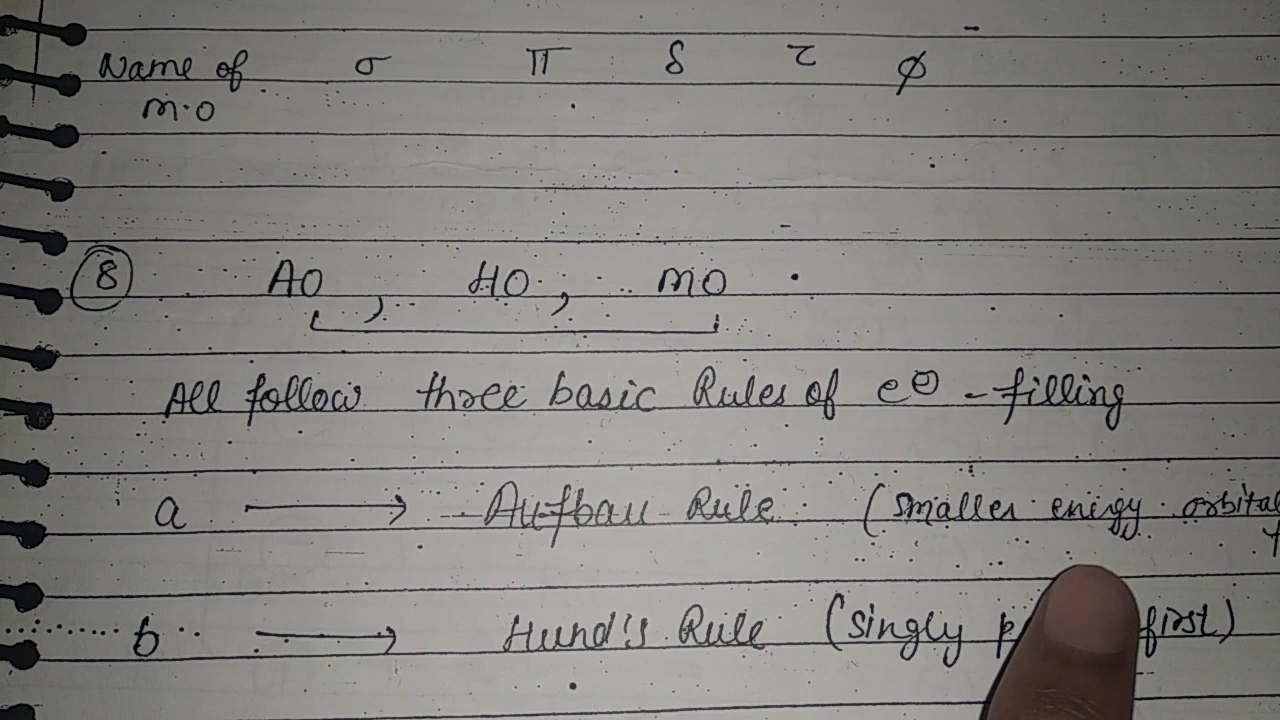 Name of σ π δ τ φ
m.o
8 AO, HO, MO
All follow three basic Rules of e⊖ - filling
a → Aufbau Rule (smaller energy orbital
b → Hund's Rule (singly first)